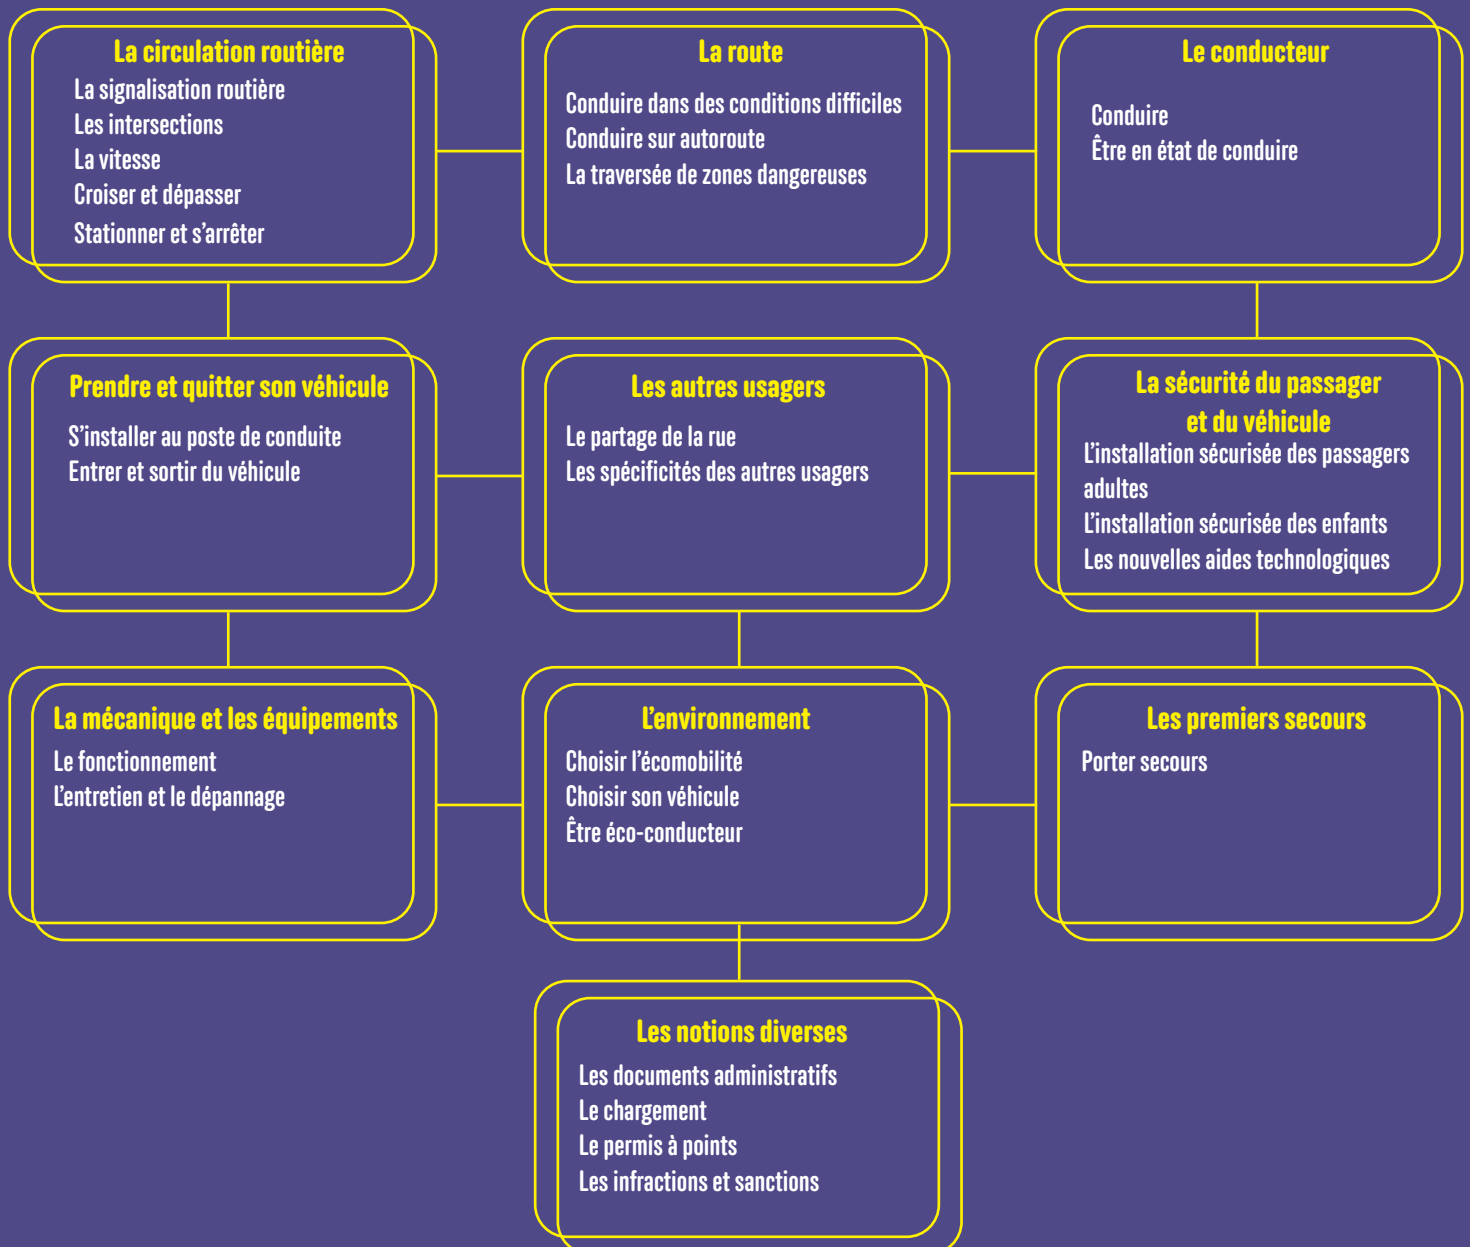 La circulation routière
La signalisation routière
Les intersections
La vitesse
Croiser et dépasser
Stationner et s’arrêter
La route
Conduire dans des conditions difficiles
Conduire sur autoroute
La traversée de zones dangereuses
Le conducteur
Conduire
Être en état de conduire
Prendre et quitter son véhicule
S’installer au poste de conduite
Entrer et sortir du véhicule
Les autres usagers
Le partage de la rue
Les spécificités des autres usagers
La sécurité du passager
et du véhicule
L’installation sécurisée des passagers
adultes
L’installation sécurisée des enfants
Les nouvelles aides technologiques
La mécanique et les équipements
Le fonctionnement
L’entretien et le dépannage
L’environnement
Choisir l’écomobilité
Choisir son véhicule
Être éco-conducteur
Les premiers secours
Porter secours
Les notions diverses
Les documents administratifs
Le chargement
Le permis à points
Les infractions et sanctions